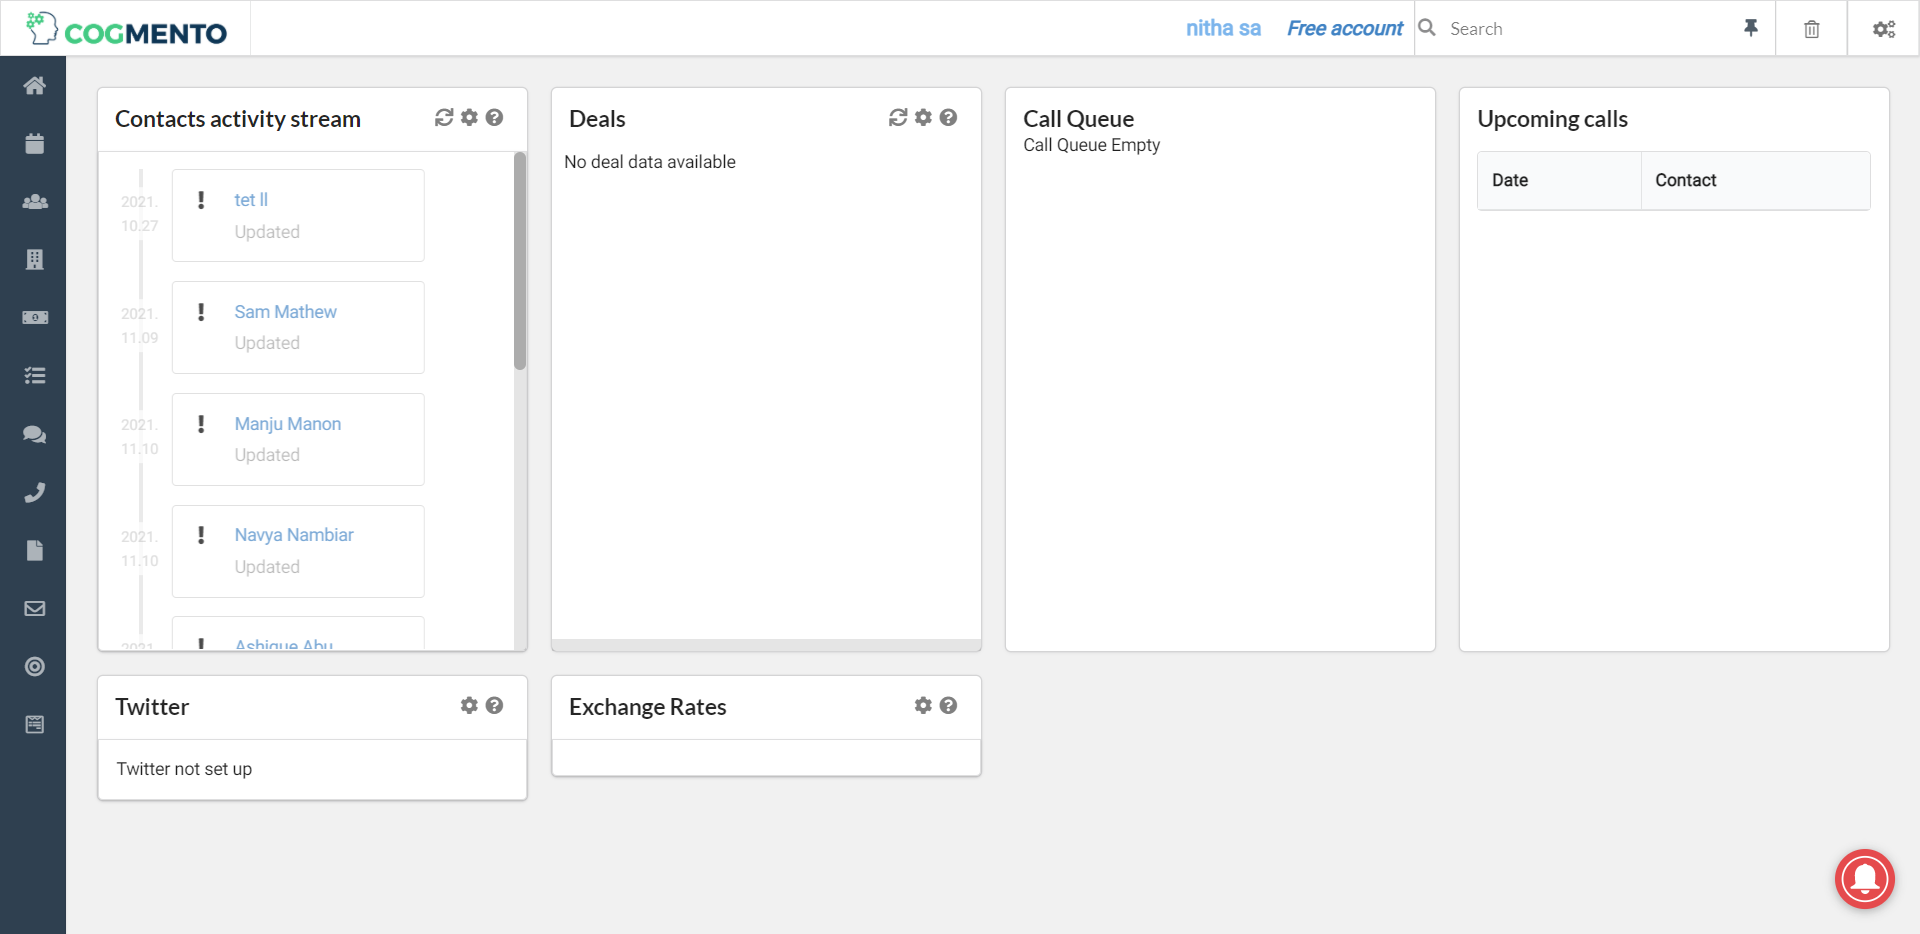 COGMENTO
nitha sa
Free account
Search
Contacts activity stream
2021.
10.27
tet ll
Updated
2021.
11.09
Sam Mathew
Updated
2021.
11.10
Manju Manon
Updated
2021.
11.10
Navya Nambiar
Updated
2021.
Ashique Abu
Deals
No deal data available
Call Queue
Call Queue Empty
Upcoming calls
Date
Contact
Twitter
Twitter not set up
Exchange Rates